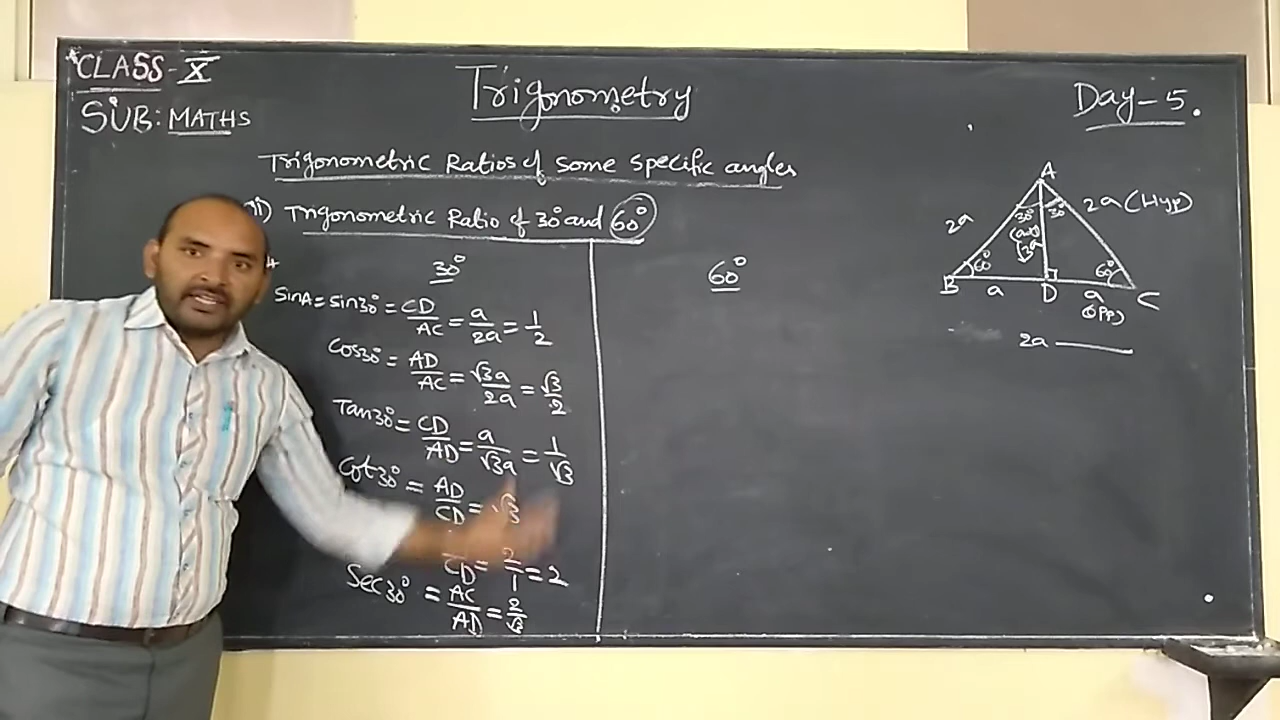 CLASS-X
SUB: MATHS
Trigonometry
Day-5.
Trigonometric Ratios of some specific angles
Trigonometric Ratio of 30° and 60°
30°
SinA = sin30° = CD/AC = a/2a = 1/2
Cos30° = AD/AC = √3a/2a = √3/2
Tan30° = CD/AD = a/√3a = 1/√3
Cot30° = AD/CD = √3
CD = 2/1 = 2
Sec30° = AC/AD = 2/√3
60°
A
2a
30° 30°
2a (Hyp)
√3a
60° 60°
B a D a C
(opp)
2a